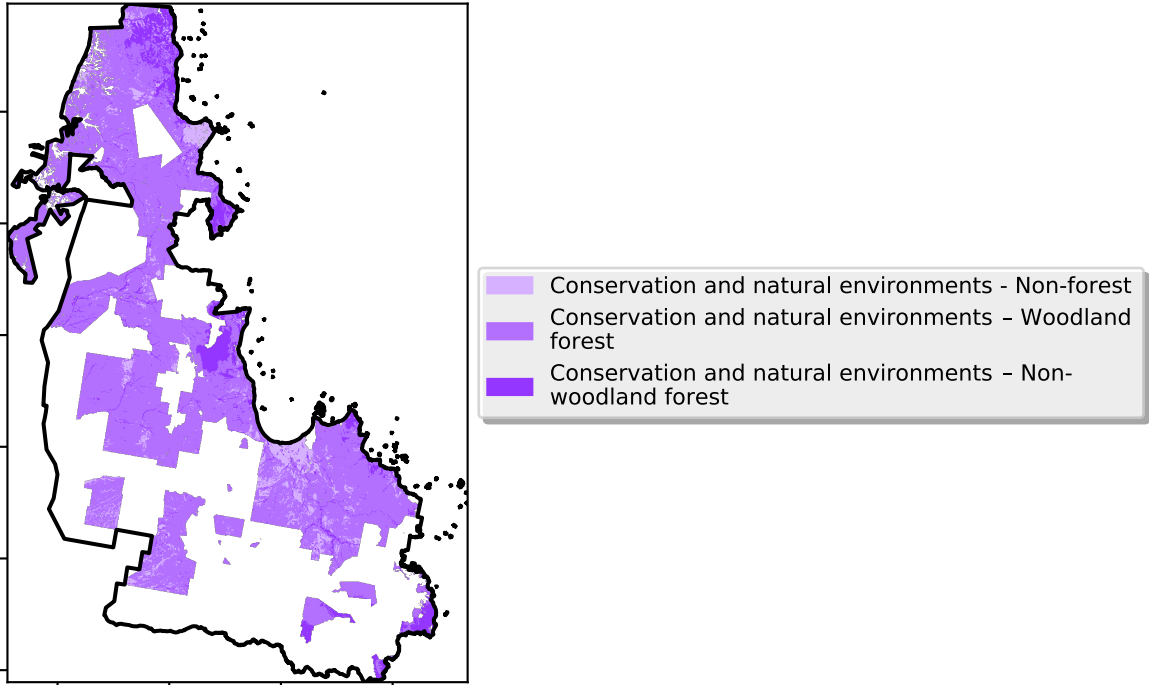 Conservation and natural environments - Non-forest
Conservation and natural environments – Woodland
forest
Conservation and natural environments – Non-
woodland forest